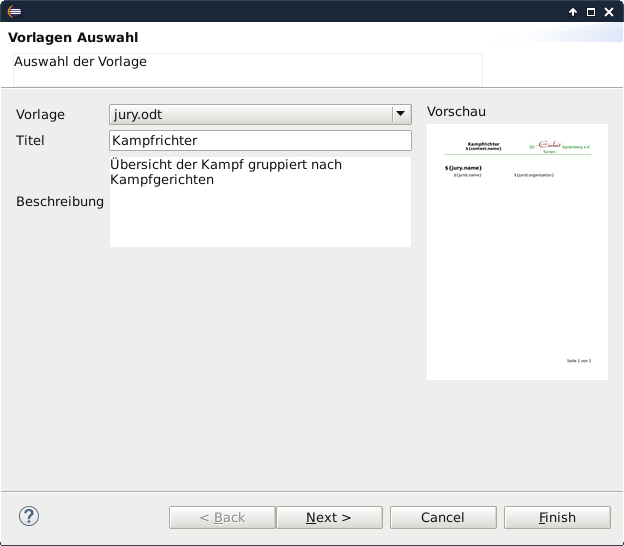 Vorlagen Auswahl
Auswahl der Vorlage
Vorlage
jury.odt
Titel
Kampfrichter
Beschreibung
Übersicht der Kampf gruppiert nach
Kampfgerichten
Vorschau
Kampfrichter
${contest.name}
SG Einheit Spremberg e.V.
Turnen
${jury.name}
${jurist.name} ${jurist.organisation}
Seite 1 von 1
< Back
Next >
Cancel
Finish